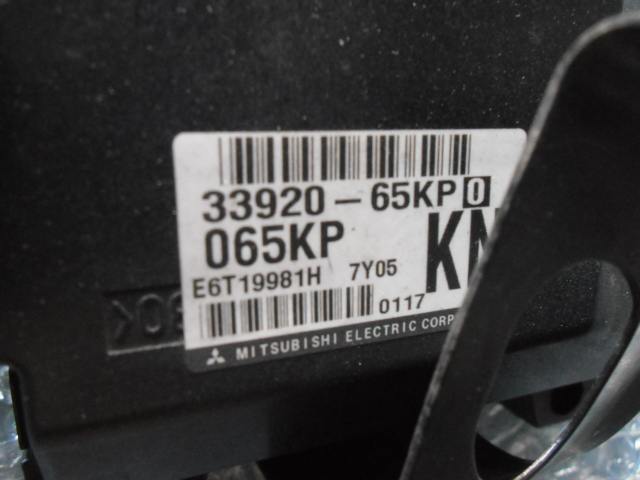 33920-65KP0
065KP KN
E6T19981H 7Y05
0117
MITSUBISHI ELECTRIC CORP